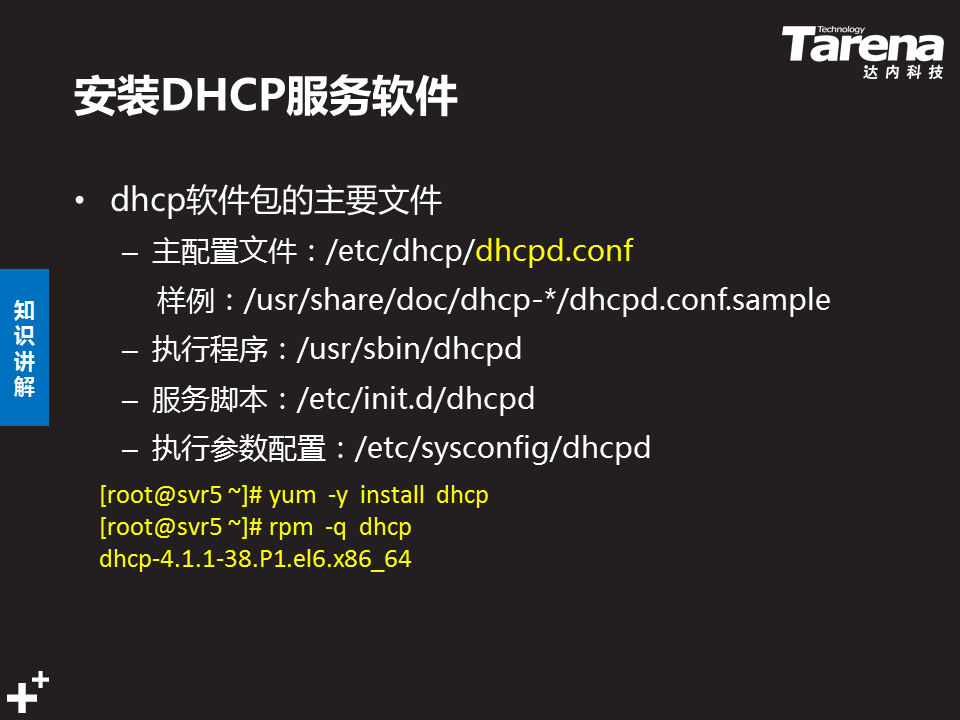 Technology
Tarena
达内科技
安装DHCP服务软件
• dhcp软件包的主要文件
– 主配置文件：/etc/dhcp/dhcpd.conf
样例：/usr/share/doc/dhcp-*/dhcpd.conf.sample
– 执行程序：/usr/sbin/dhcpd
– 服务脚本：/etc/init.d/dhcpd
– 执行参数配置：/etc/sysconfig/dhcpd
[root@svr5 ~]# yum -y install dhcp
[root@svr5 ~]# rpm -q dhcp
dhcp-4.1.1-38.P1.el6.x86_64
知识讲解